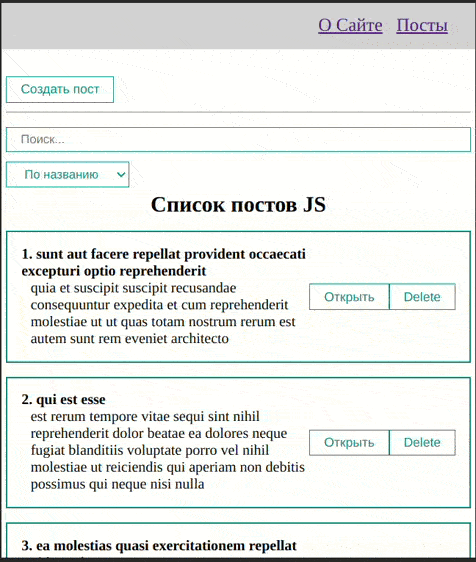 О Сайте Посты
Создать пост
Поиск...
По названию
Список постов JS
1. sunt aut facere repellat provident occaecati
excepturi optio reprehenderit
quia et suscipit suscipit recusandae
consequuntur expedita et cum reprehenderit
molestiae ut ut quas totam nostrum rerum est
autem sunt rem eveniet architecto
Открыть Delete
2. qui est esse
est rerum tempore vitae sequi sint nihil
reprehenderit dolor beatae ea dolores neque
fugiat blanditiis voluptate porro vel nihil
molestiae ut reiciendis qui aperiam non debitis
possimus qui neque nisi nulla
Открыть Delete
3. ea molestias quasi exercitationem repellat